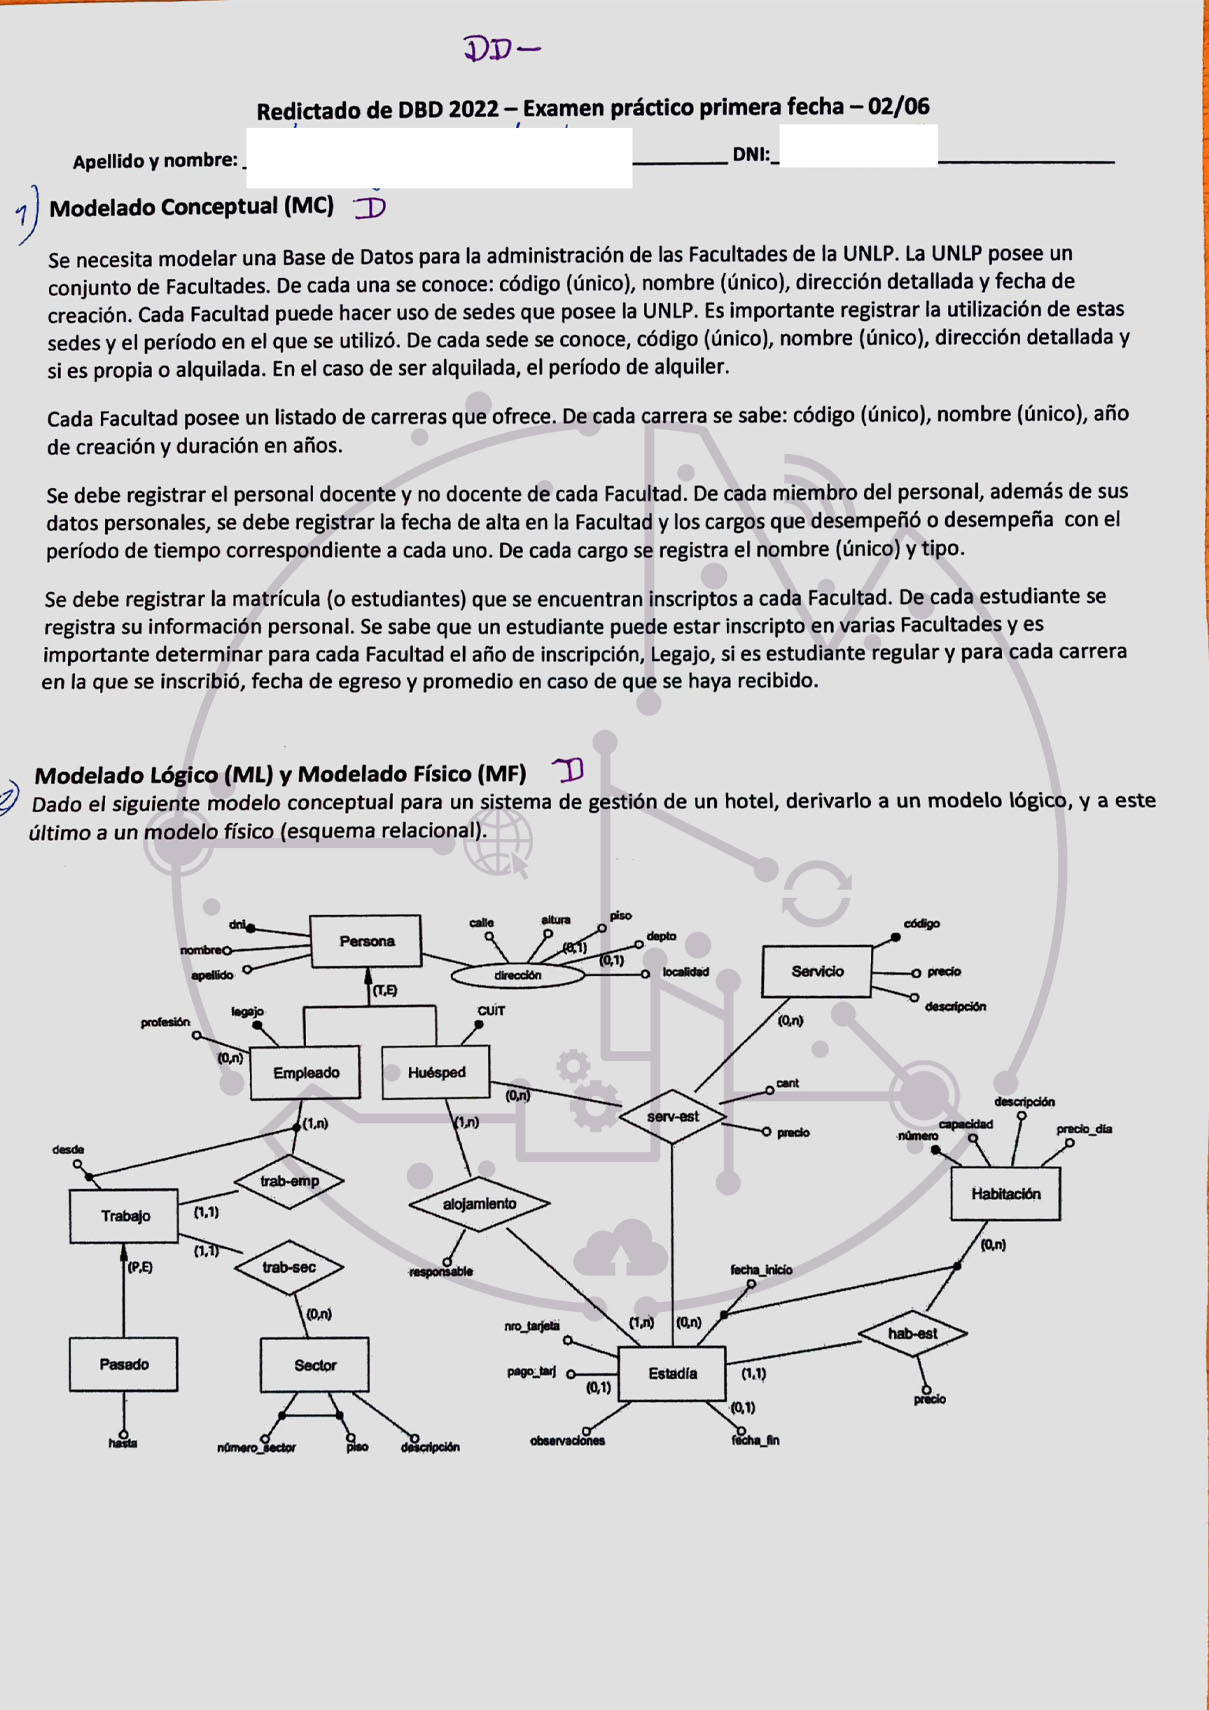 DD-
Redictado de DBD 2022 – Examen práctico primera fecha – 02/06
Apellido y nombre: DNI:
1) Modelado Conceptual (MC) D
Se necesita modelar una Base de Datos para la administración de las Facultades de la UNLP. La UNLP posee un
conjunto de Facultades. De cada una se conoce: código (único), nombre (único), dirección detallada y fecha de
creación. Cada Facultad puede hacer uso de sedes que posee la UNLP. Es importante registrar la utilización de estas
sedes y el período en el que se utilizó. De cada sede se conoce, código (único), nombre (único), dirección detallada y
si es propia o alquilada. En el caso de ser alquilada, el período de alquiler.
Cada Facultad posee un listado de carreras que ofrece. De cada carrera se sabe: código (único), nombre (único), año
de creación y duración en años.
Se debe registrar el personal docente y no docente de cada Facultad. De cada miembro del personal, además de sus
datos personales, se debe registrar la fecha de alta en la Facultad y los cargos que desempeñó o desempeña con el
período de tiempo correspondiente a cada uno. De cada cargo se registra el nombre (único) y tipo.
Se debe registrar la matrícula (o estudiantes) que se encuentran inscriptos a cada Facultad. De cada estudiante se
registra su información personal. Se sabe que un estudiante puede estar inscripto en varias Facultades y es
importante determinar para cada Facultad el año de inscripción, Legajo, si es estudiante regular y para cada carrera
en la que se inscribió, fecha de egreso y promedio en caso de que se haya recibido.
Modelado Lógico (ML) y Modelado Físico (MF) D
2) Dado el siguiente modelo conceptual para un sistema de gestión de un hotel, derivarlo a un modelo lógico, y a este
último a un modelo físico (esquema relacional).
dni
nombre
apellido
Persona
calle
altura
piso
(0,1)
depto
(0,1)
dirección
localidad
código
Servicio
precio
descripción
(T,E)
legajo
profesión
(0,n)
Empleado
CUIT
Huésped
(0,n)
(0,n)
cant
serv-est
precio
(1,n)
(1,n)
descripción
capacidad
número
precio_día
Habitación
desde
trab-emp
Trabajo
(1,1)
alojamiento
(1,1)
(0,n)
trab-sec
responsable
fecha_inicio
(P,E)
(0,n)
nro_tarjeta
(1,n)
(0,n)
hab-est
Pasado
Sector
pago_tarj
(0,1)
Estadía
(1,1)
precio
(0,1)
hasta
número_sector
piso
descripción
observaciones
fecha_fin